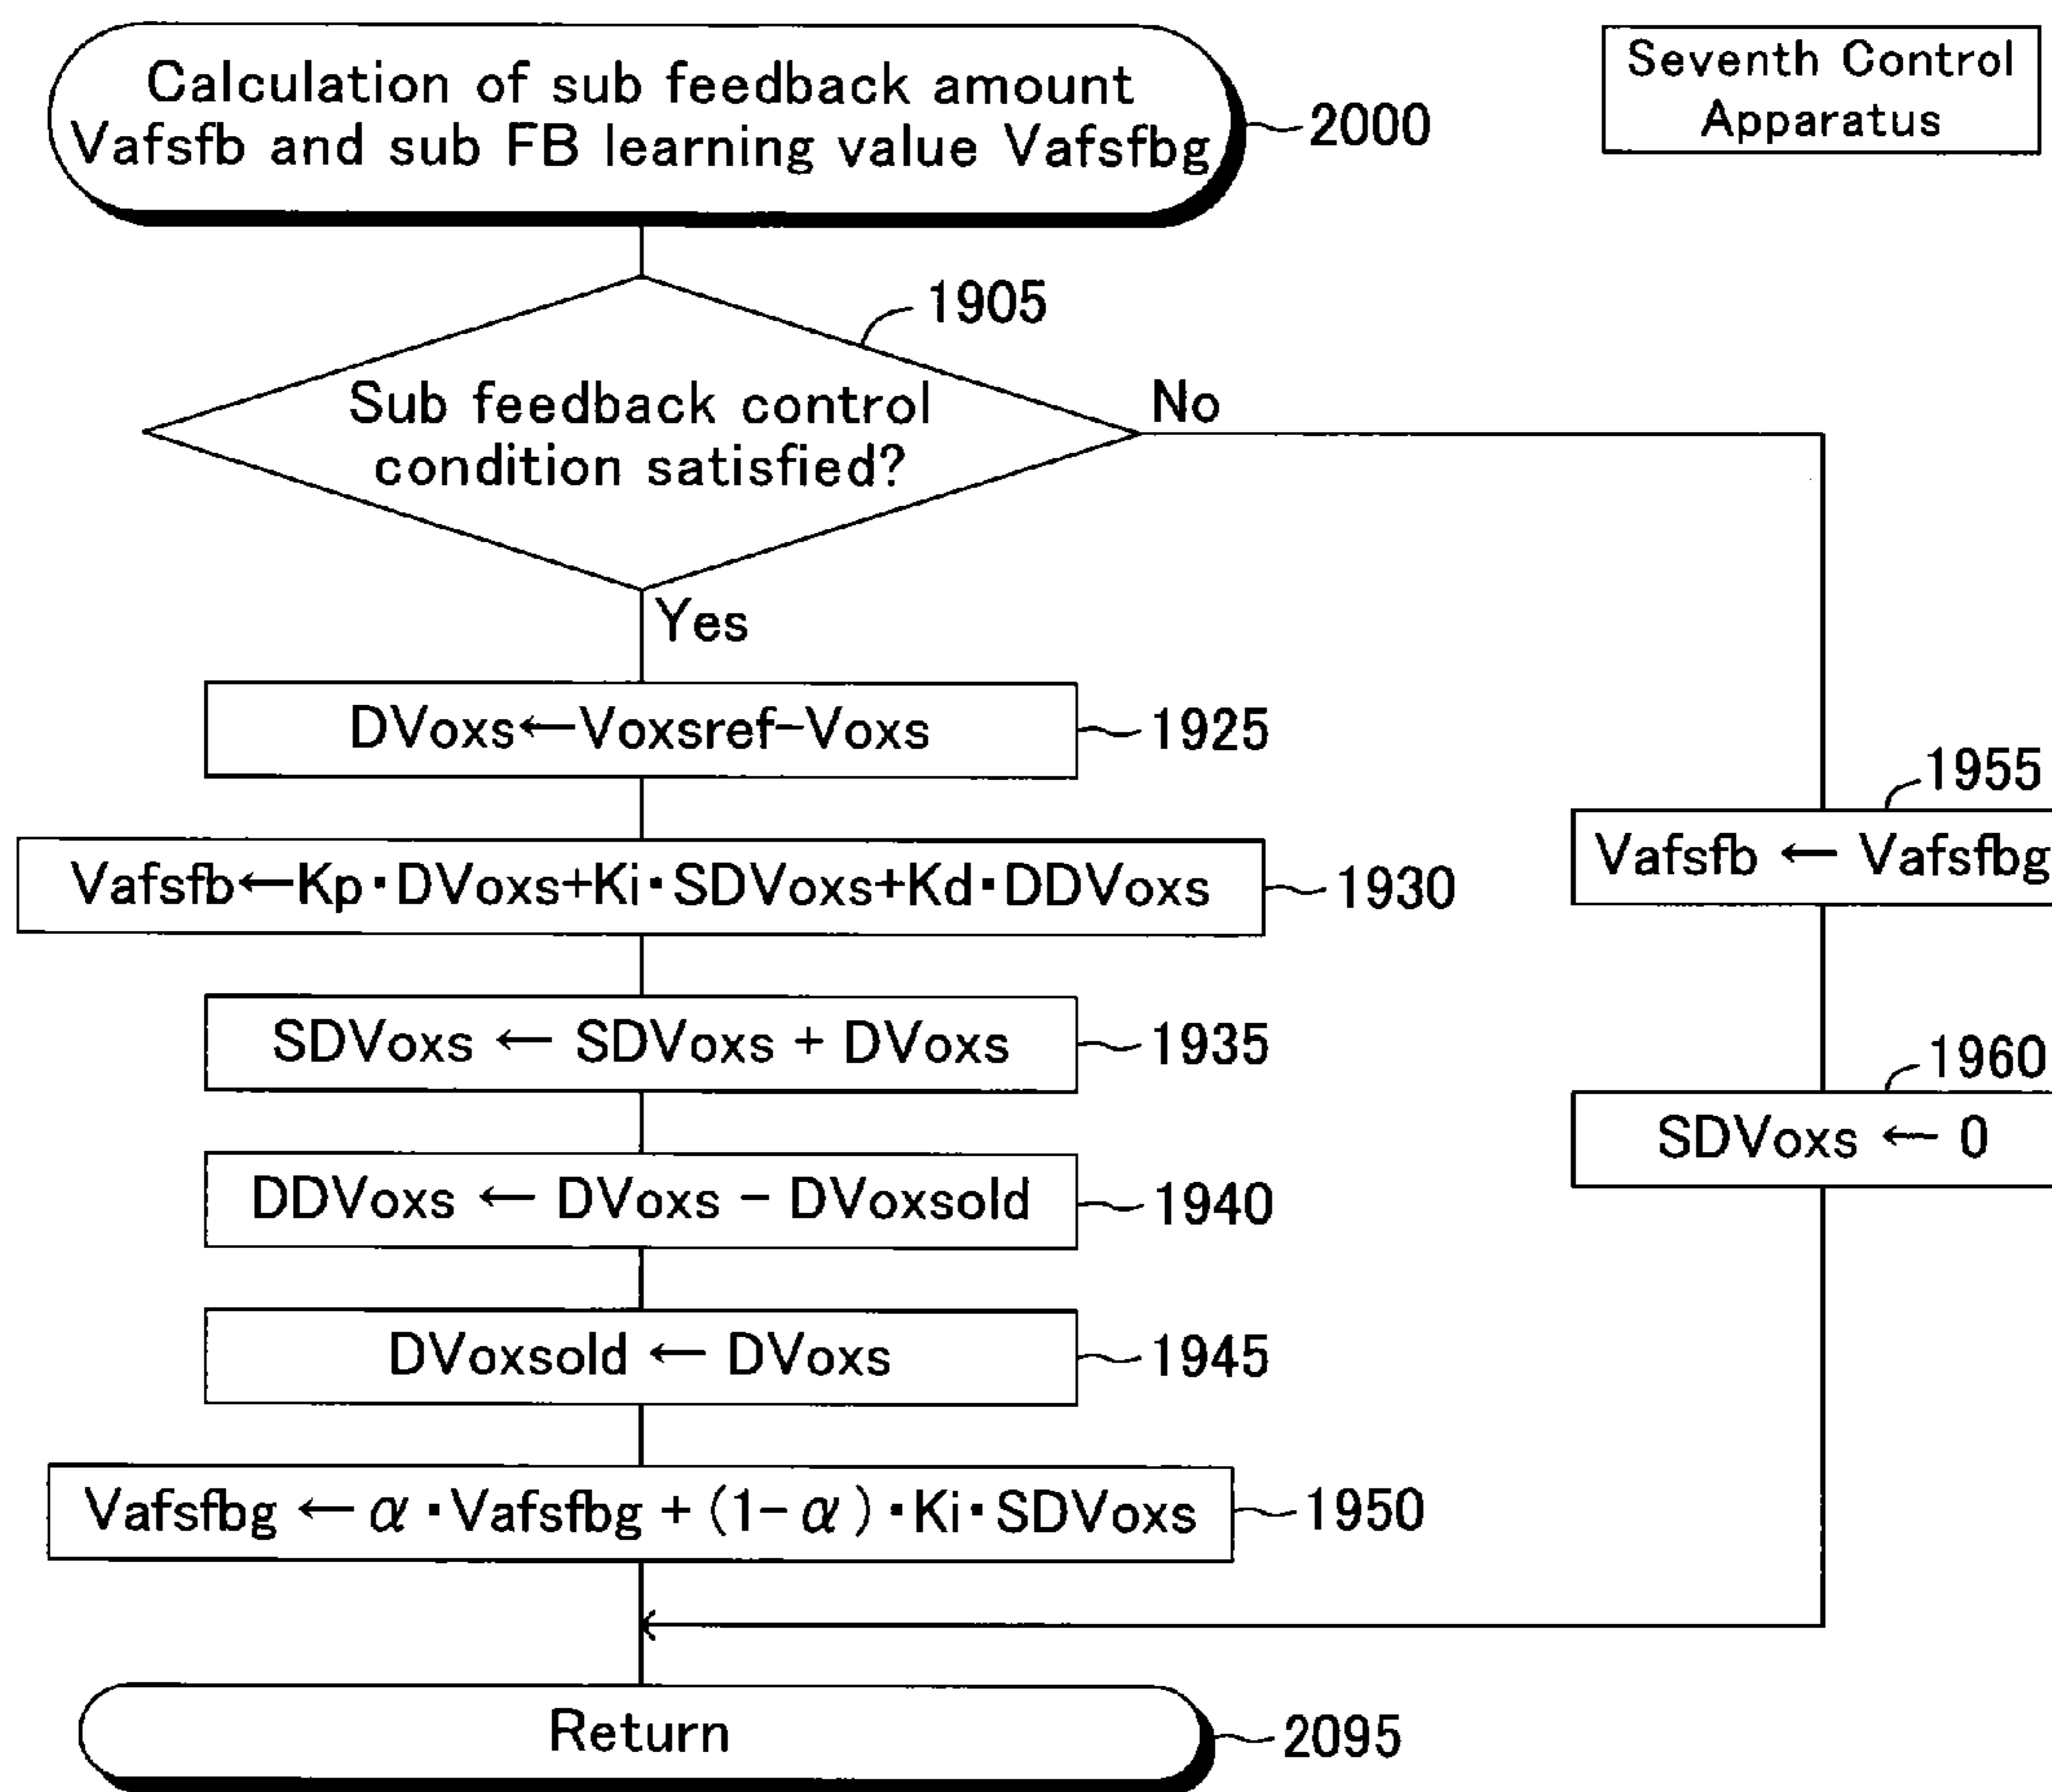 Calculation of sub feedback amount
Vafsfb and sub FB learning value Vafsfbg
2000
Seventh Control
Apparatus
1905
Sub feedback control
condition satisfied?
No
Yes
DVoxs←Voxsref-Voxs
1925
Vafsfb←Kp・DVoxs+Ki・SDVoxs+Kd・DDVoxs
1930
SDVoxs ← SDVoxs + DVoxs
1935
DDVoxs ← DVoxs - DVoxsold
1940
DVoxsold ← DVoxs
1945
Vafsfbg ← α・Vafsfbg + (1-α)・Ki・SDVoxs
1950
1955
Vafsfb ← Vafsfbg
1960
SDVoxs ← 0
Return
2095